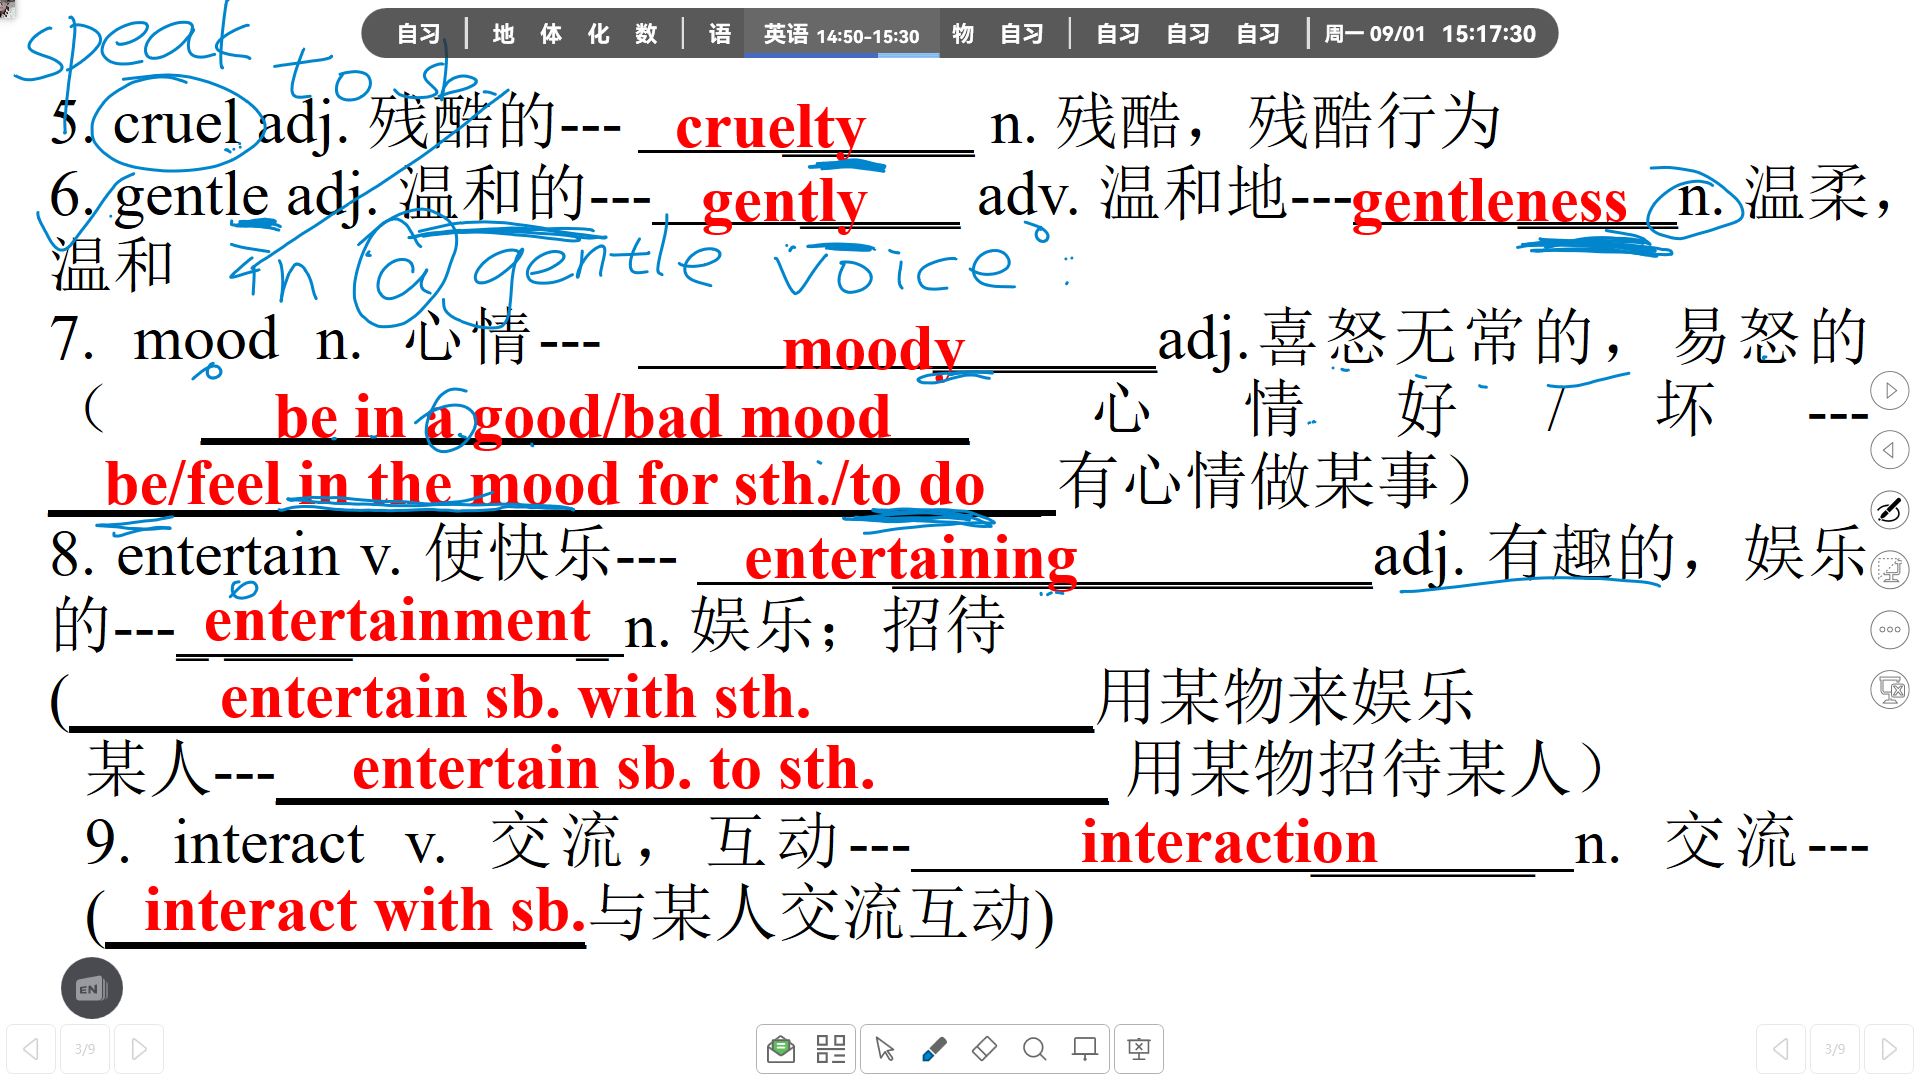 自习 | 地 体 化 数 | 语 英语 14:50-15:30 物 自习 | 自习 自习 自习 | 周一 09/01 15:17:30
speak to sb.
5. cruel adj. 残酷的--- cruelty n. 残酷，残酷行为
6. gentle adj. 温和的--- gently adv. 温和地---gentleness n. 温柔，
温和 in a gentle voice
7. mood n. 心情--- moody adj.喜怒无常的，易怒的
（ be in a good/bad mood 心情好/坏---
be/feel in the mood for sth./to do 有心情做某事）
8. entertain v. 使快乐--- entertaining adj. 有趣的，娱乐
的--- entertainment n. 娱乐；招待
( entertain sb. with sth. 用某物来娱乐
某人--- entertain sb. to sth. 用某物招待某人）
9. interact v. 交流，互动--- interaction n. 交流---
( interact with sb.与某人交流互动)
EN
3/9
3/9